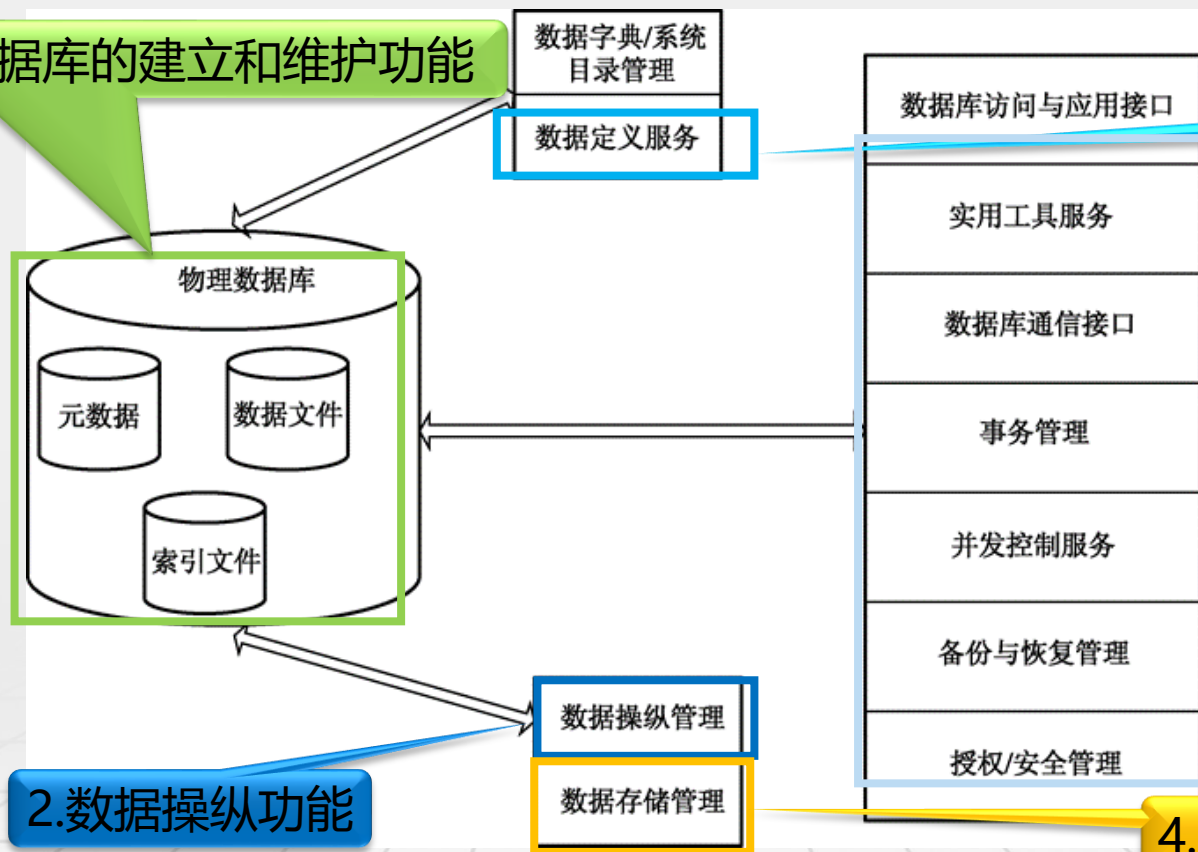 据库的建立和维护功能
数据字典/系统
目录管理
数据定义服务
数据库访问与应用接口
实用工具服务
数据库通信接口
事务管理
并发控制服务
备份与恢复管理
授权/安全管理
物理数据库
元数据
数据文件
索引文件
数据操纵管理
数据存储管理
2.数据操纵功能
4.